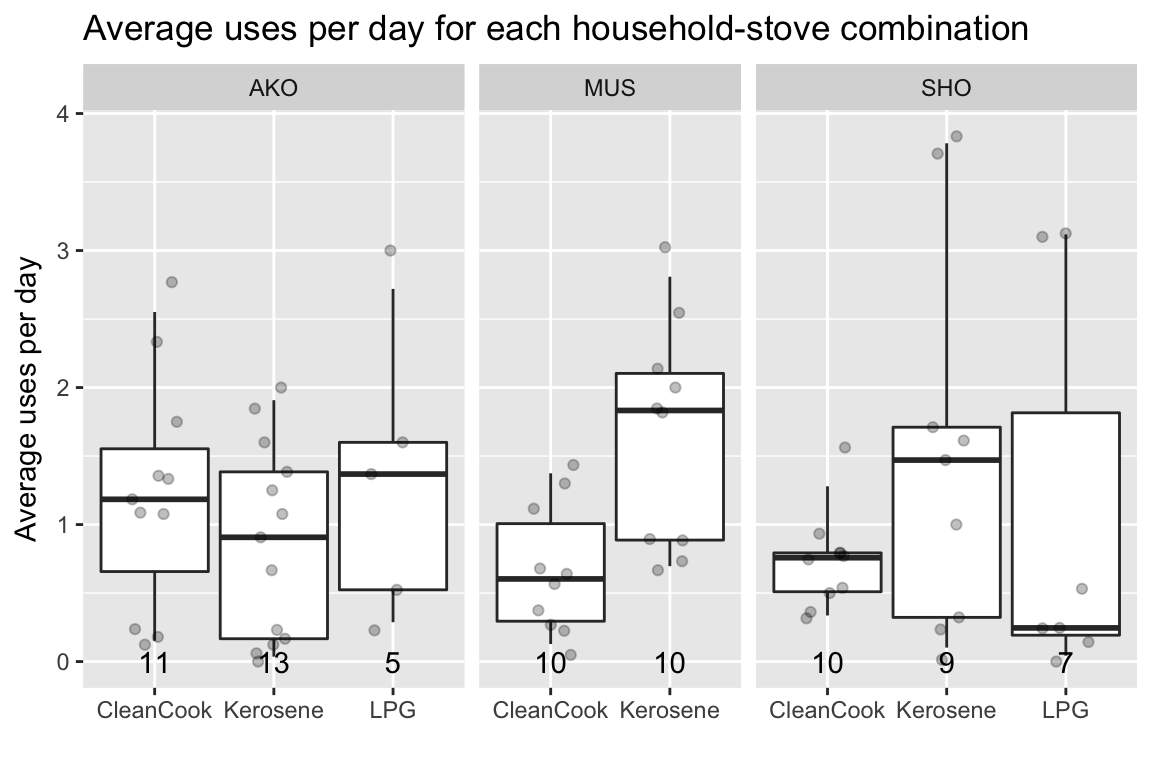 Average uses per day for each household-stove combination
AKO MUS SHO
4
3
2
1
0
Average uses per day
11 13 5 10 10 10 9 7
CleanCook Kerosene LPG CleanCook Kerosene CleanCook Kerosene LPG